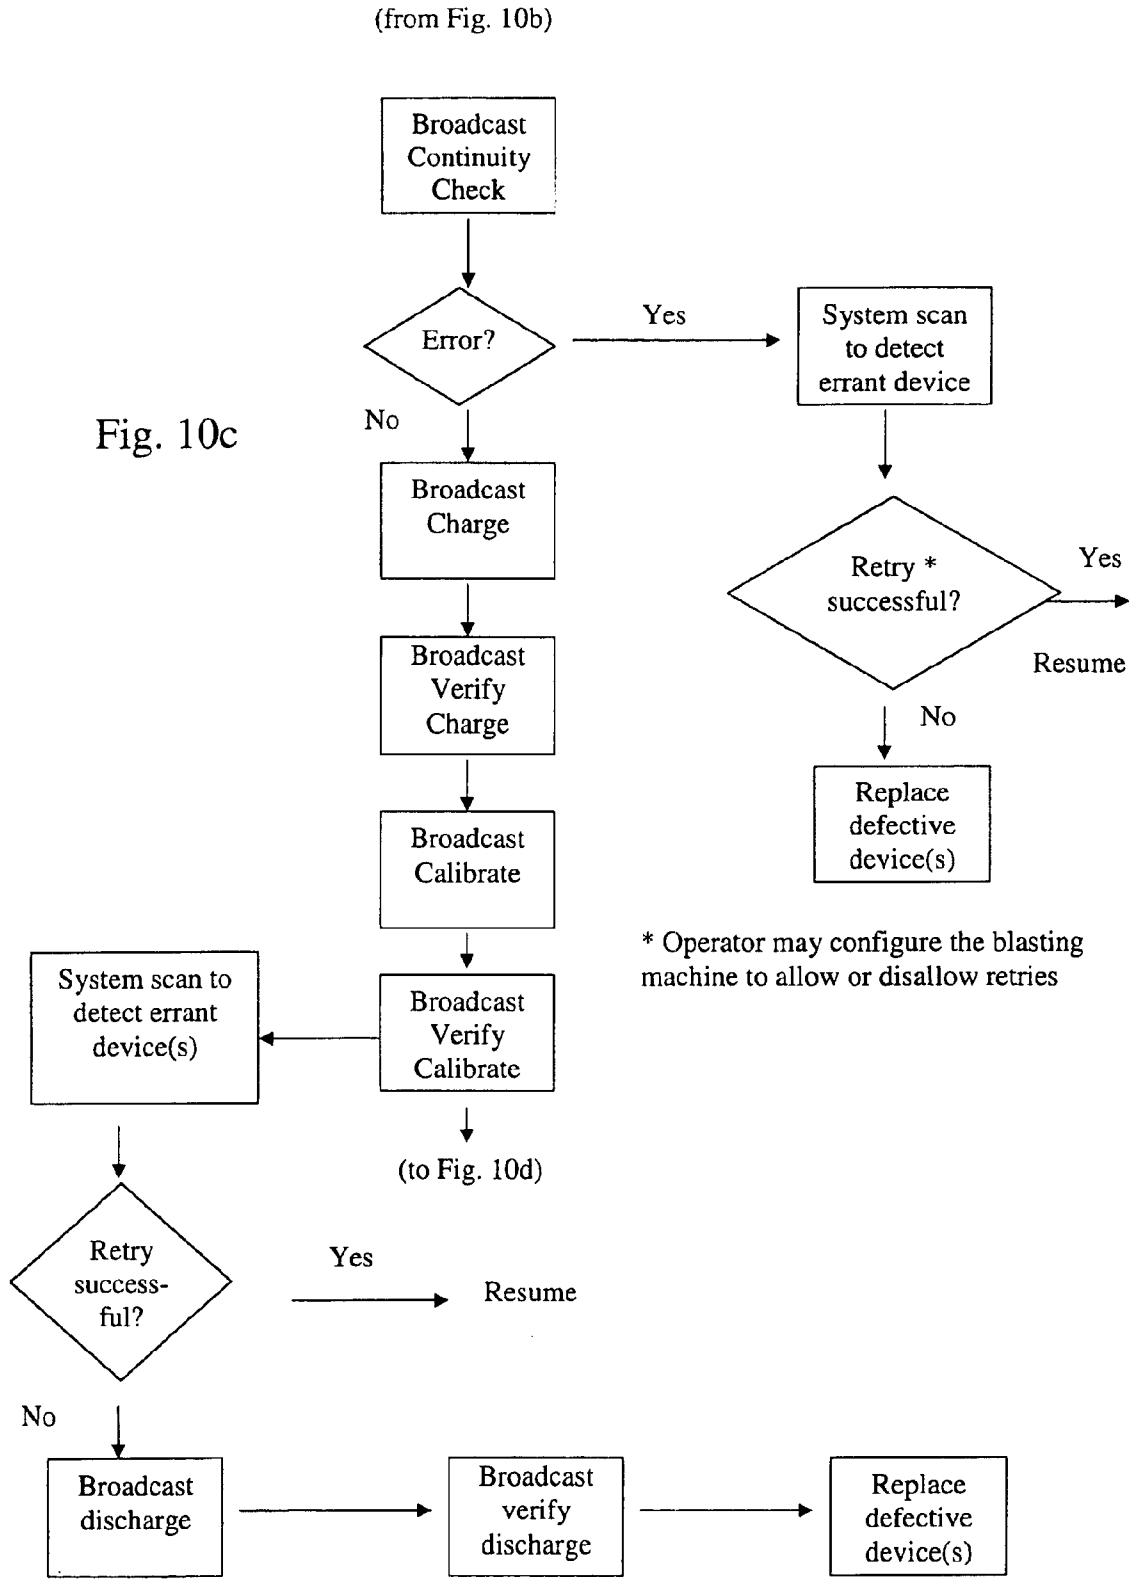 (from Fig. 10b)
Broadcast
Continuity
Check
Error?
Yes
System scan
to detect
errant device
No
Fig. 10c
Broadcast
Charge
Retry *
successful?
Yes
Resume
No
Broadcast
Verify
Charge
Replace
defective
device(s)
Broadcast
Calibrate
* Operator may configure the blasting
machine to allow or disallow retries
System scan to
detect errant
device(s)
Broadcast
Verify
Calibrate
(to Fig. 10d)
Retry
success-
ful?
Yes
Resume
No
Broadcast
discharge
Broadcast
verify
discharge
Replace
defective
device(s)